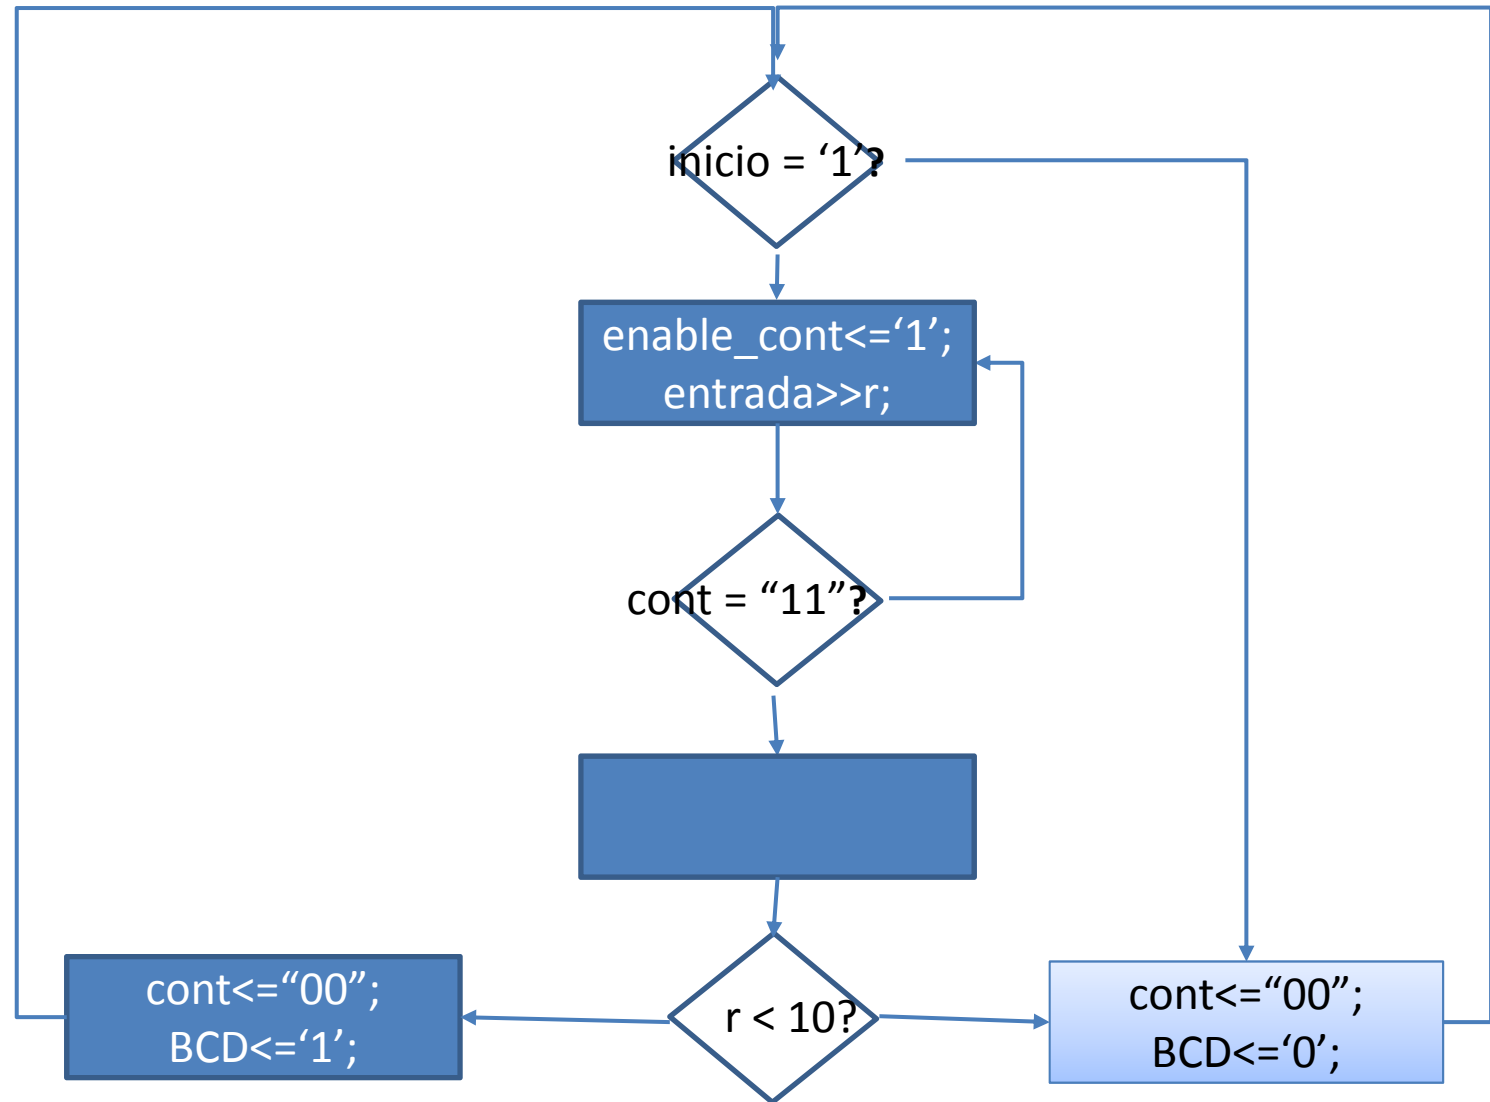 inicio = ‘1’?
enable_cont<=‘1’;
entrada>>r;
cont = “11”?
r < 10?
cont<=“00”;
BCD<=‘1’;
cont<=“00”;
BCD<=‘0’;